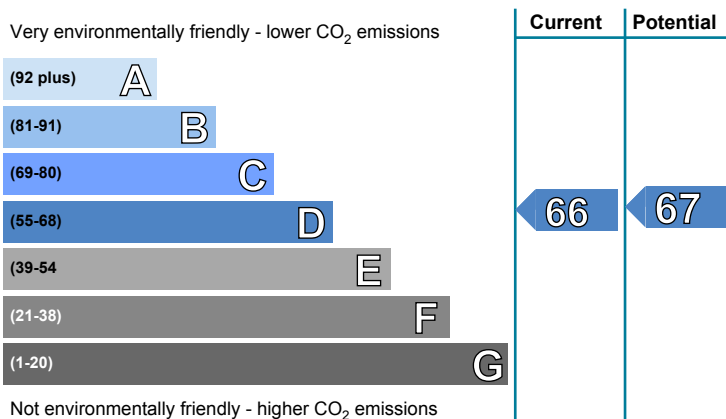 Current Potential
Very environmentally friendly - lower CO₂ emissions
(92 plus) A
(81-91) B
(69-80) C
(55-68) D 66 67
(39-54 E
(21-38) F
(1-20) G
Not environmentally friendly - higher CO₂ emissions